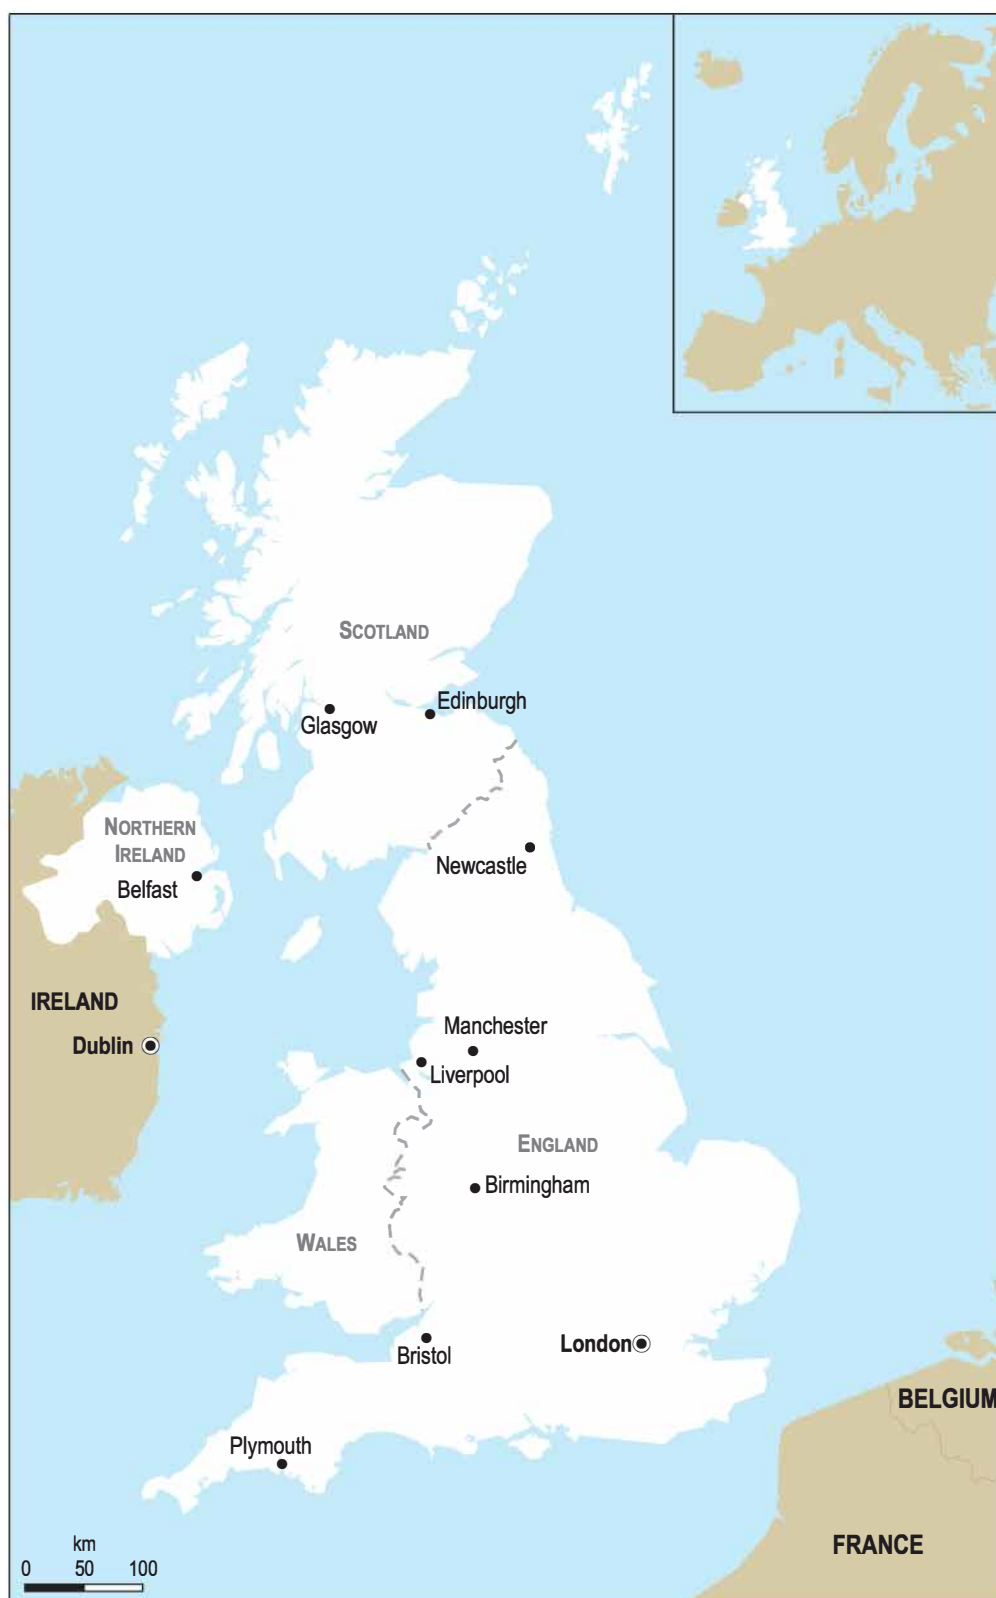 SCOTLAND
Edinburgh
Glasgow
NORTHERN
IRELAND
Belfast
Newcastle
IRELAND
Dublin
Manchester
Liverpool
ENGLAND
Birmingham
WALES
London
Bristol
BELGIUM
Plymouth
FRANCE
km
0 50 100